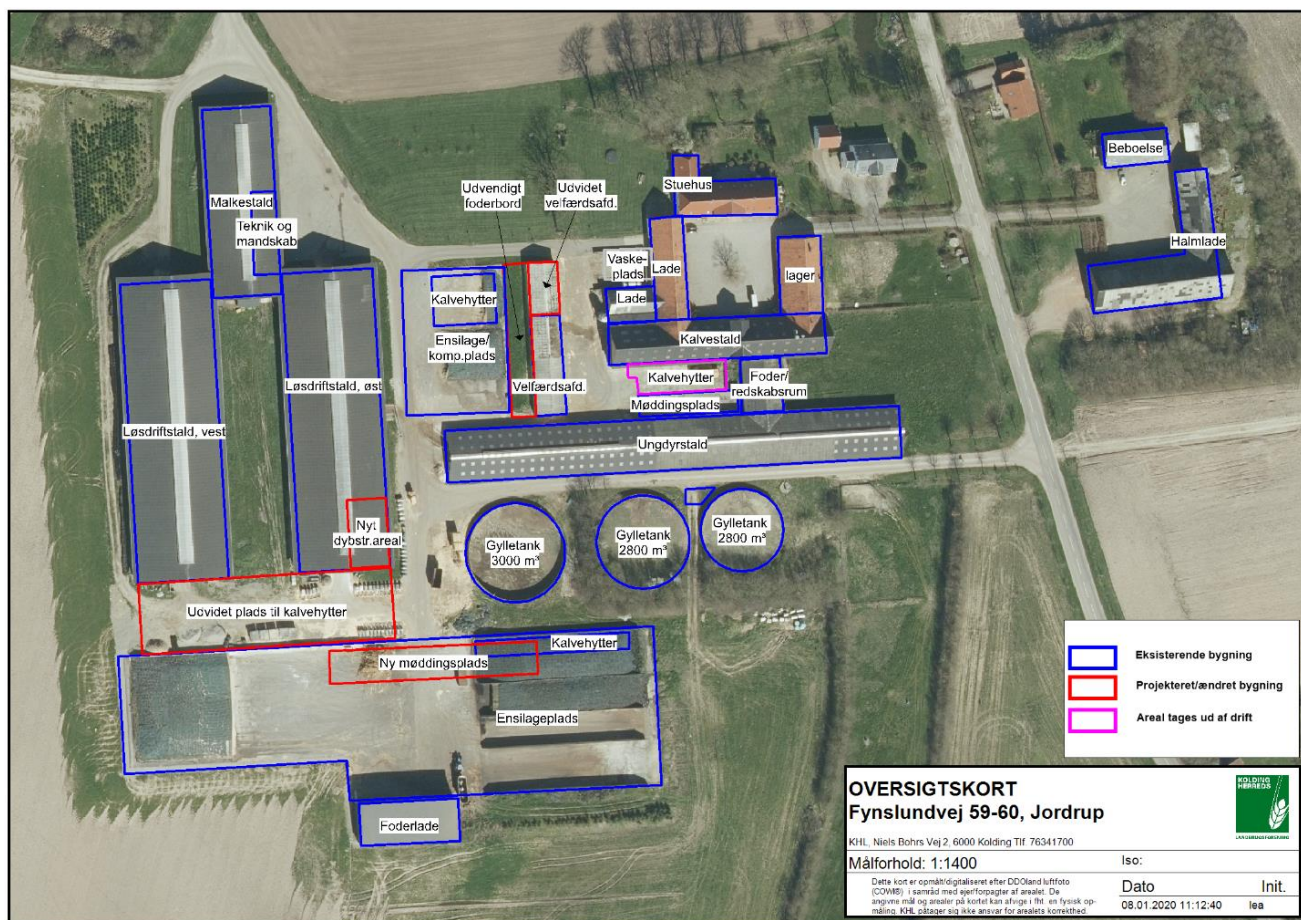 Beboelse
Stuehus
Malkestald
Udvendigt
foderbord
Udvidet
velfærdsafd.
Teknik og
mandskab
Halmlade
Vaske-
plads
Lade
lager
Kalvehytter
Lade
Kalvestald
Ensilage/
komp.plads
Løsdriftstald, øst
Velfærdsafd.
Kalvehytter
Foder/
redskabsrum
Møddingsplads
Løsdriftstald, vest
Ungdyrstald
Nyt
dybstr.areal
Gylletank
3000 m³
Gylletank
2800 m³
Gylletank
2800 m³
Udvidet plads til kalvehytter
Kalvehytter
Ny møddingsplads
Ensilageplads
Foderlade
Eksisterende bygning
Projekteret/ændret bygning
Areal tages ud af drift
OVERSIGTSKORT
Fynslundvej 59-60, Jordrup
KOLDING
HERREDS
LANDBRUGSFORENING
KHL, Niels Bohrs Vej 2, 6000 Kolding Tlf. 76341700
Målforhold: 1:1400
Iso:
Dette kort er opmålt/digitaliseret efter DDOland luftfoto
(COWI®) i samråd med ejer/forpagter af arealet. De
angivne mål og arealer på kortet kan afvige i fht. en fysisk op-
måling. KHL påtager sig ikke ansvar for arealets korrekthed.
Dato
Init.
08.01.2020 11:12:40
lea